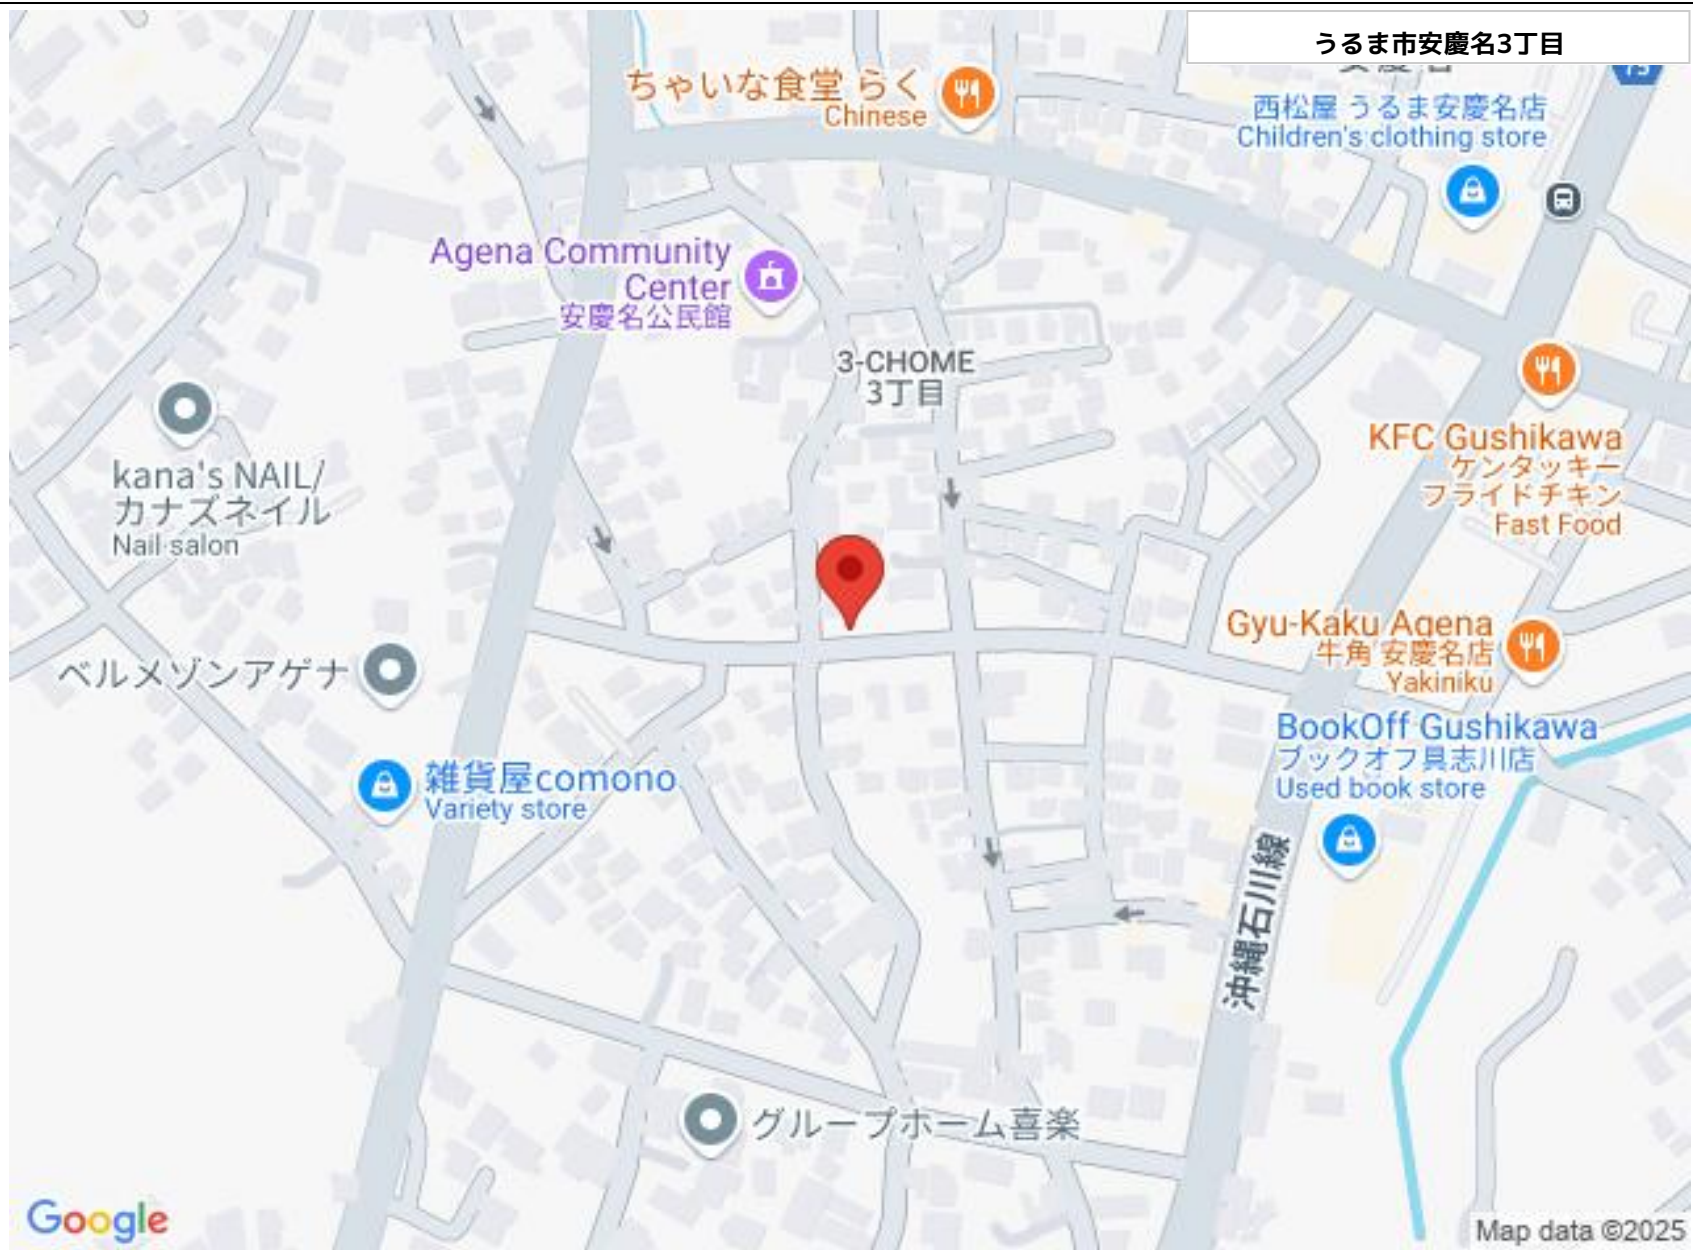 うるま市安慶名3丁目
ちゃいな食堂 らく
Chinese
安慶名
75
西松屋 うるま安慶名店
Children's clothing store
Agena Community
Center
安慶名公民館
3-CHOME
3丁目
kana's NAIL/
カナズネイル
Nail salon
KFC Gushikawa
ケンタッキー
フライドチキン
Fast Food
Gyu-Kaku Agena
牛角 安慶名店
Yakiniku
ベルメゾンアゲナ
BookOff Gushikawa
ブックオフ具志川店
Used book store
雑貨屋comono
Variety store
沖縄石川線
グループホーム喜楽
Google
Map data ©2025